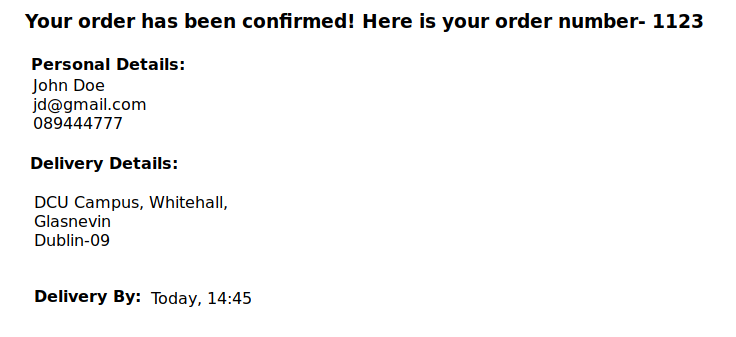 Your order has been confirmed! Here is your order number- 1123
Personal Details:
John Doe
jd@gmail.com
089444777
Delivery Details:
DCU Campus, Whitehall,
Glasnevin
Dublin-09
Delivery By: Today, 14:45